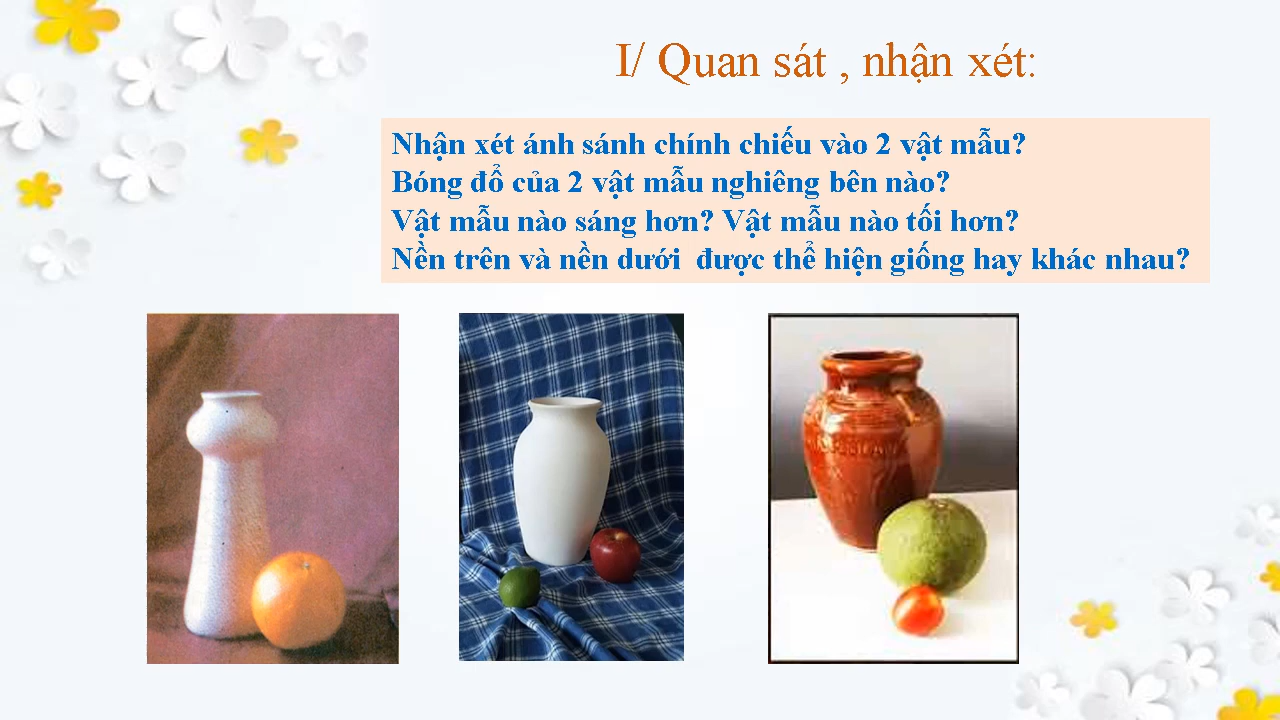 I/ Quan sát , nhận xét:
Nhận xét ánh sánh chính chiếu vào 2 vật mẫu?
Bóng đổ của 2 vật mẫu nghiêng bên nào?
Vật mẫu nào sáng hơn? Vật mẫu nào tối hơn?
Nền trên và nền dưới được thể hiện giống hay khác nhau?